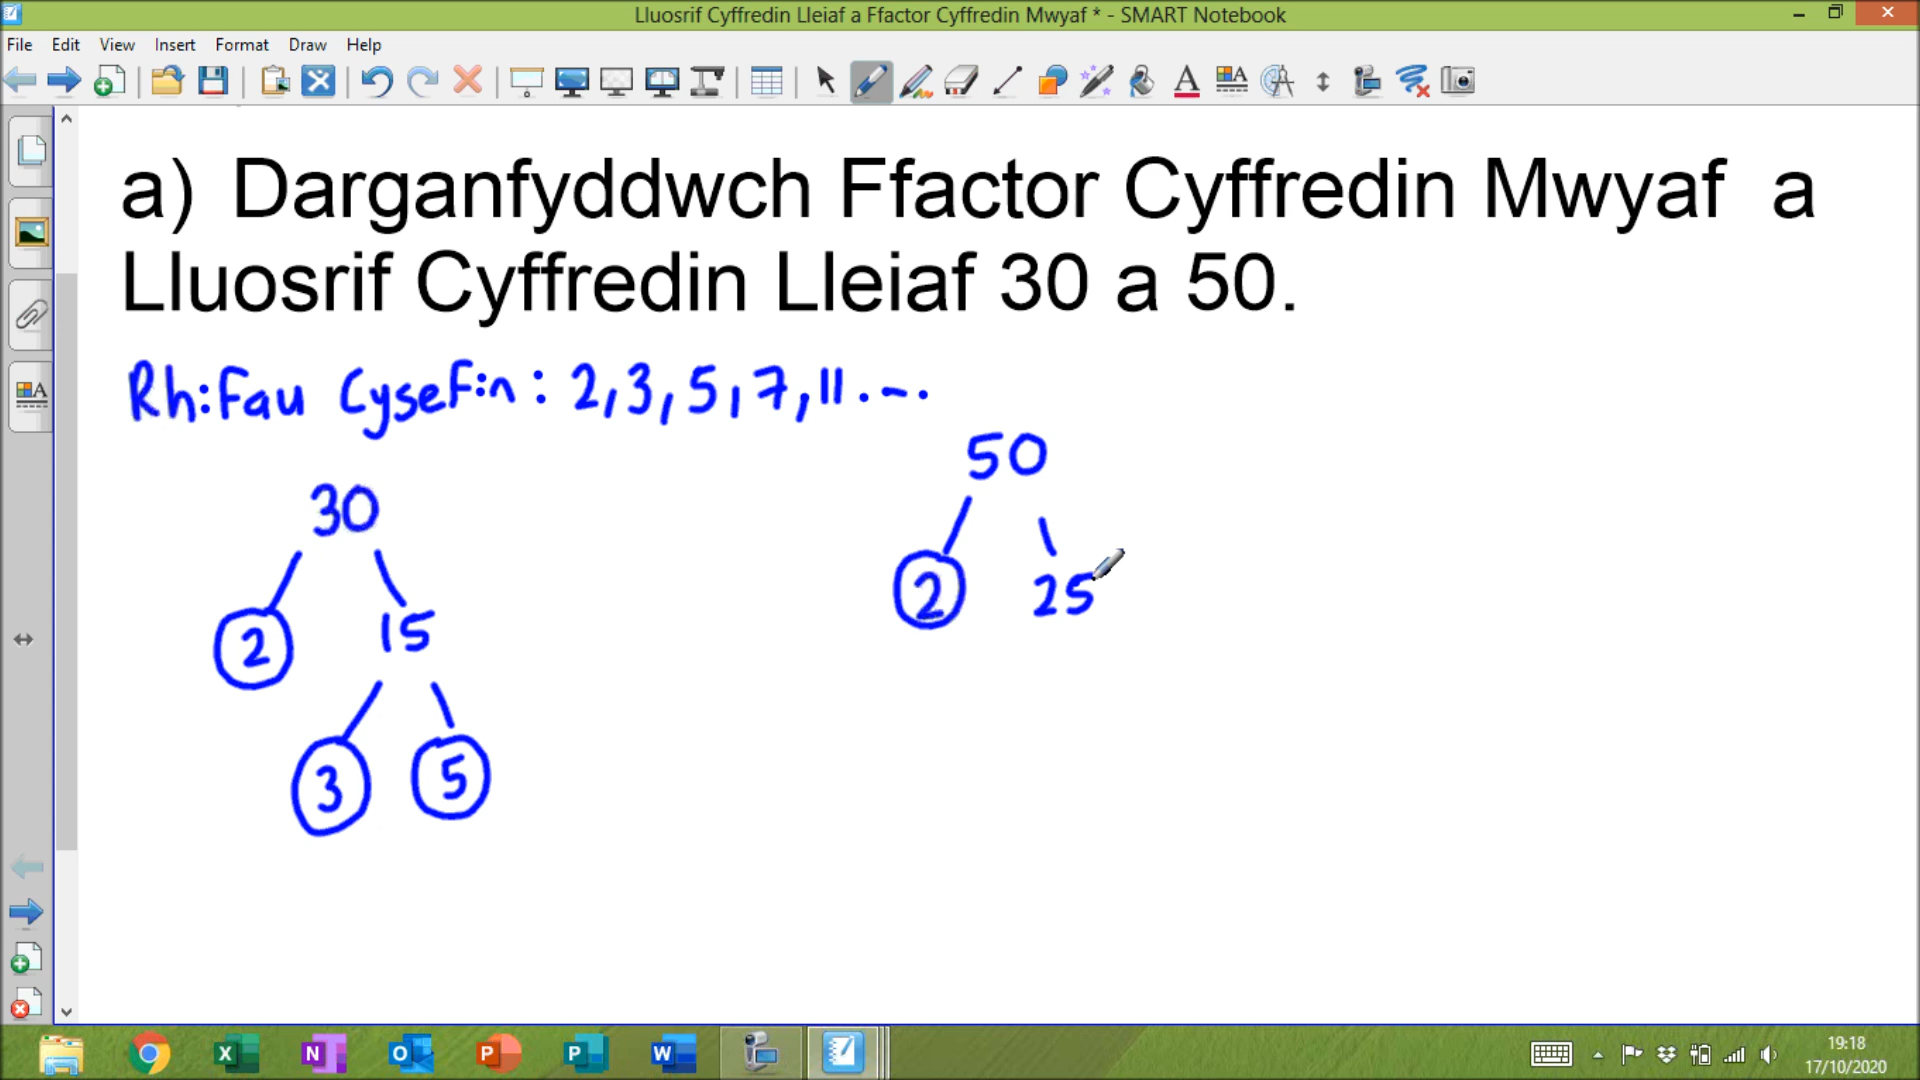 Lluosrif Cyffredin Lleiaf a Ffactor Cyffredin Mwyaf * - SMART Notebook
File Edit View Insert Format Draw Help
a) Darganfyddwch Ffactor Cyffredin Mwyaf a
Lluosrif Cyffredin Lleiaf 30 a 50.
Rhifau Cysefin: 2, 3, 5, 7, 11 ...
50
30
2 25
2 15
3 5
19:18
17/10/2020